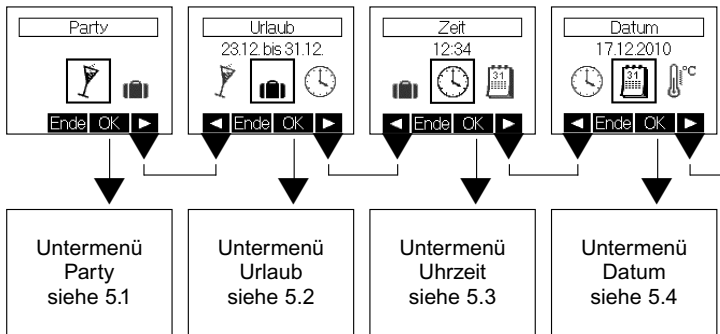 Party
Ende OK
Urlaub
23.12. bis 31.12.
Ende OK
Zeit
12:34
31
Ende OK
Datum
17.12.2010
31
°C
Ende OK
Untermenü
Party
siehe 5.1
Untermenü
Urlaub
siehe 5.2
Untermenü
Uhrzeit
siehe 5.3
Untermenü
Datum
siehe 5.4